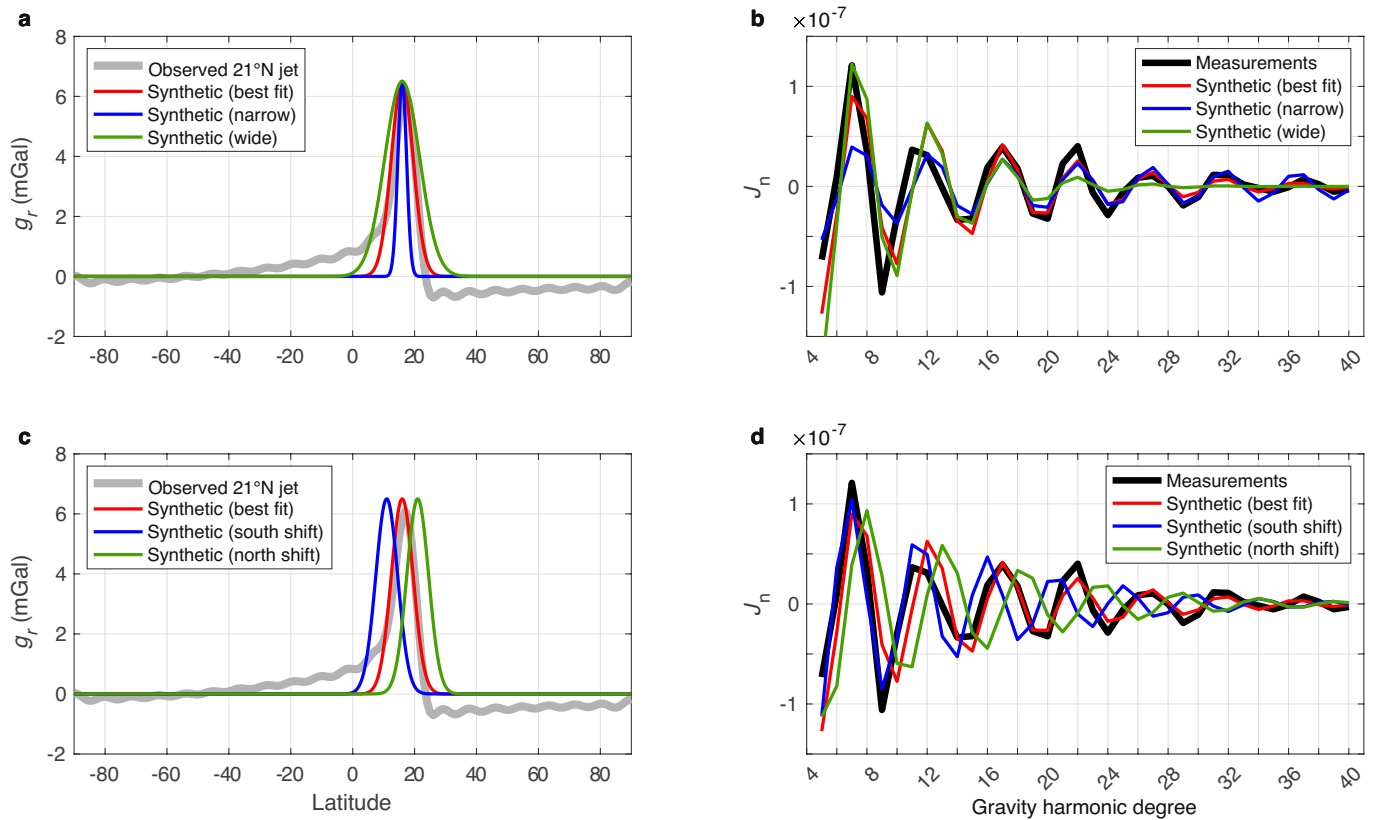 a
8
6
4
2
0
-2
g_r (mGal)
Observed 21°N jet
Synthetic (best fit)
Synthetic (narrow)
Synthetic (wide)
-80 -60 -40 -20 0 20 40 60 80
b
×10⁻⁷
1
0
-1
J_n
Measurements
Synthetic (best fit)
Synthetic (narrow)
Synthetic (wide)
4 8 12 16 20 24 28 32 36 40
c
8
6
4
2
0
-2
g_r (mGal)
Observed 21°N jet
Synthetic (best fit)
Synthetic (south shift)
Synthetic (north shift)
-80 -60 -40 -20 0 20 40 60 80
Latitude
d
×10⁻⁷
1
0
-1
J_n
Measurements
Synthetic (best fit)
Synthetic (south shift)
Synthetic (north shift)
4 8 12 16 20 24 28 32 36 40
Gravity harmonic degree